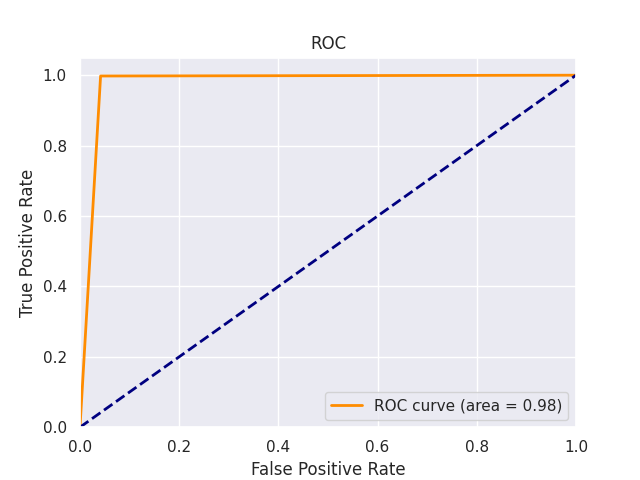 ROC
1.0
0.8
0.6
0.4
0.2
0.0
True Positive Rate
ROC curve (area = 0.98)
0.0 0.2 0.4 0.6 0.8 1.0
False Positive Rate